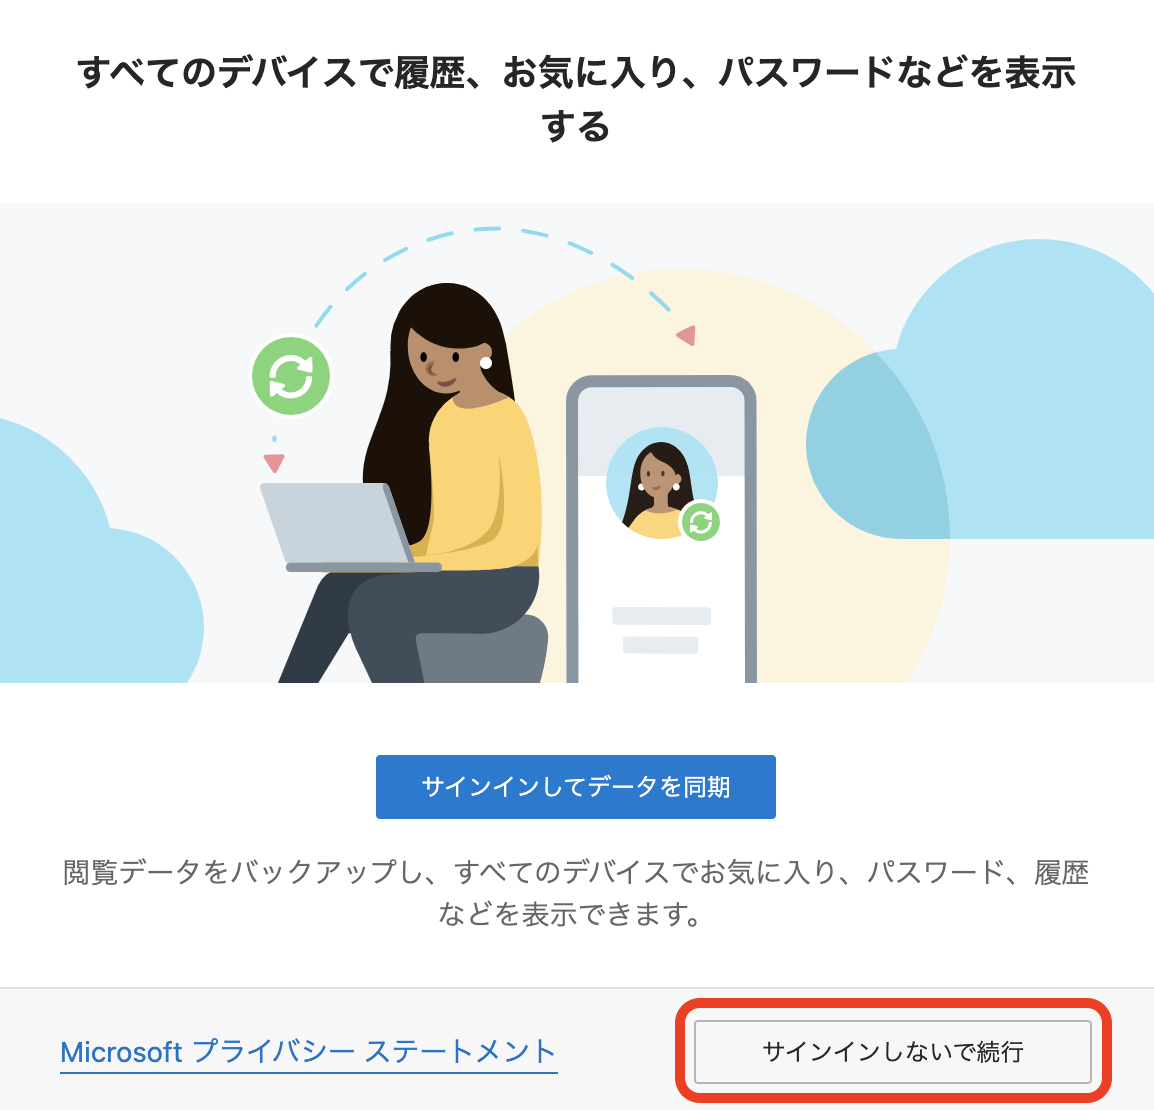 すべてのデバイスで履歴、お気に入り、パスワードなどを表示
する
サインインしてデータを同期
閲覧データをバックアップし、すべてのデバイスでお気に入り、パスワード、履歴
などを表示できます。
Microsoft プライバシー ステートメント
サインインしないで続行